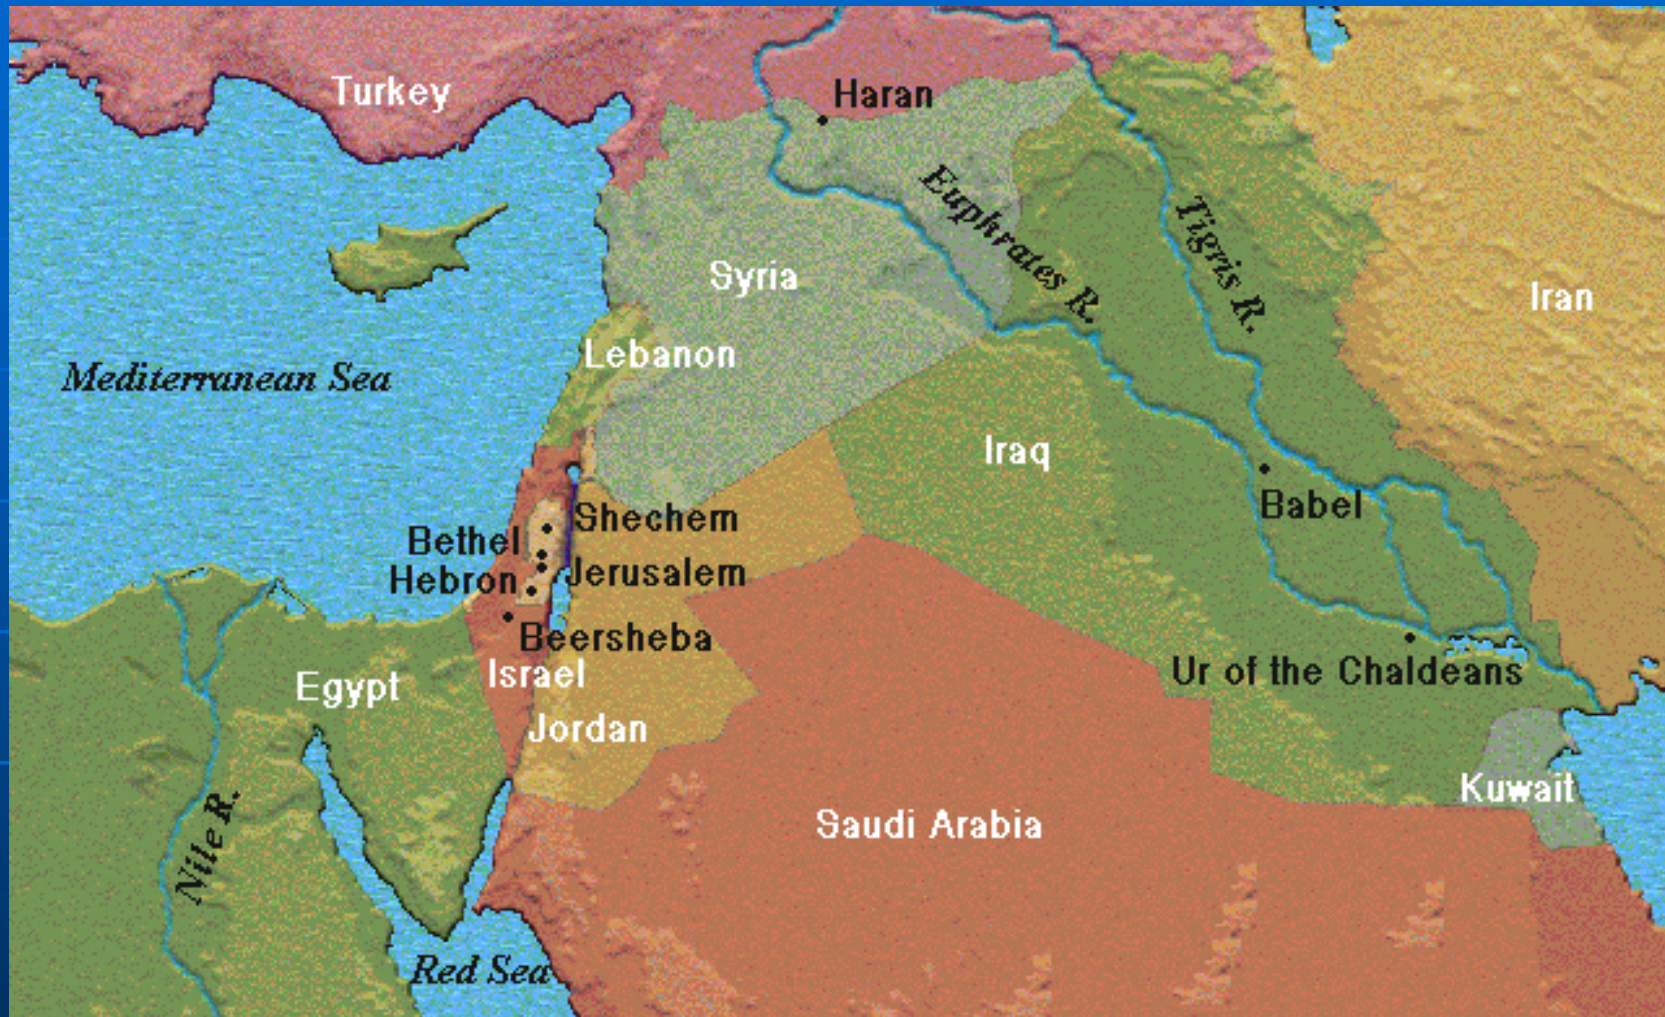 Turkey
Haran
Euphrates R.
Tigris R.
Syria
Iran
Lebanon
Mediterranean Sea
Iraq
Babel
Shechem
Bethel
Hebron
Jerusalem
Beersheba
Israel
Ur of the Chaldeans
Egypt
Jordan
Kuwait
Saudi Arabia
Nile R.
Red Sea